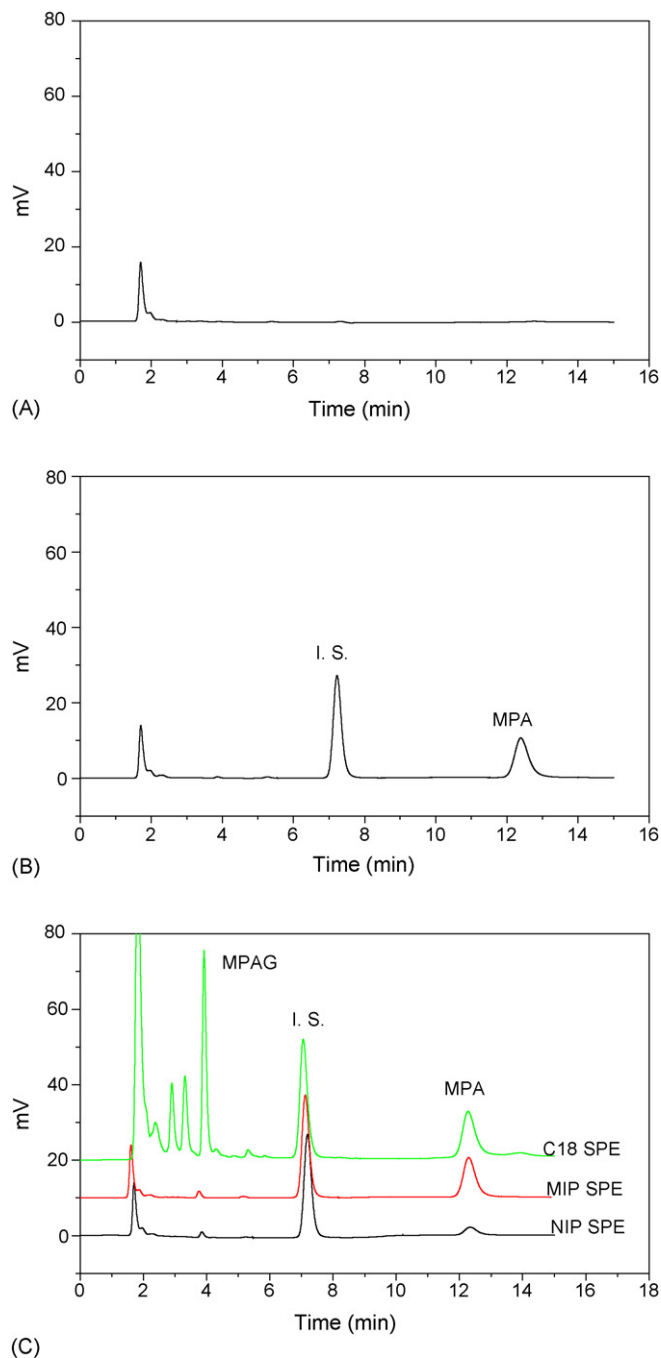 80
60
40
20
0
mV
0 2 4 6 8 10 12 14 16
Time (min)
(A)
80
60
40
20
0
mV
I. S.
MPA
0 2 4 6 8 10 12 14 16
Time (min)
(B)
80
60
40
20
0
mV
MPAG
I. S.
MPA
C18 SPE
MIP SPE
NIP SPE
0 2 4 6 8 10 12 14 16 18
Time (min)
(C)